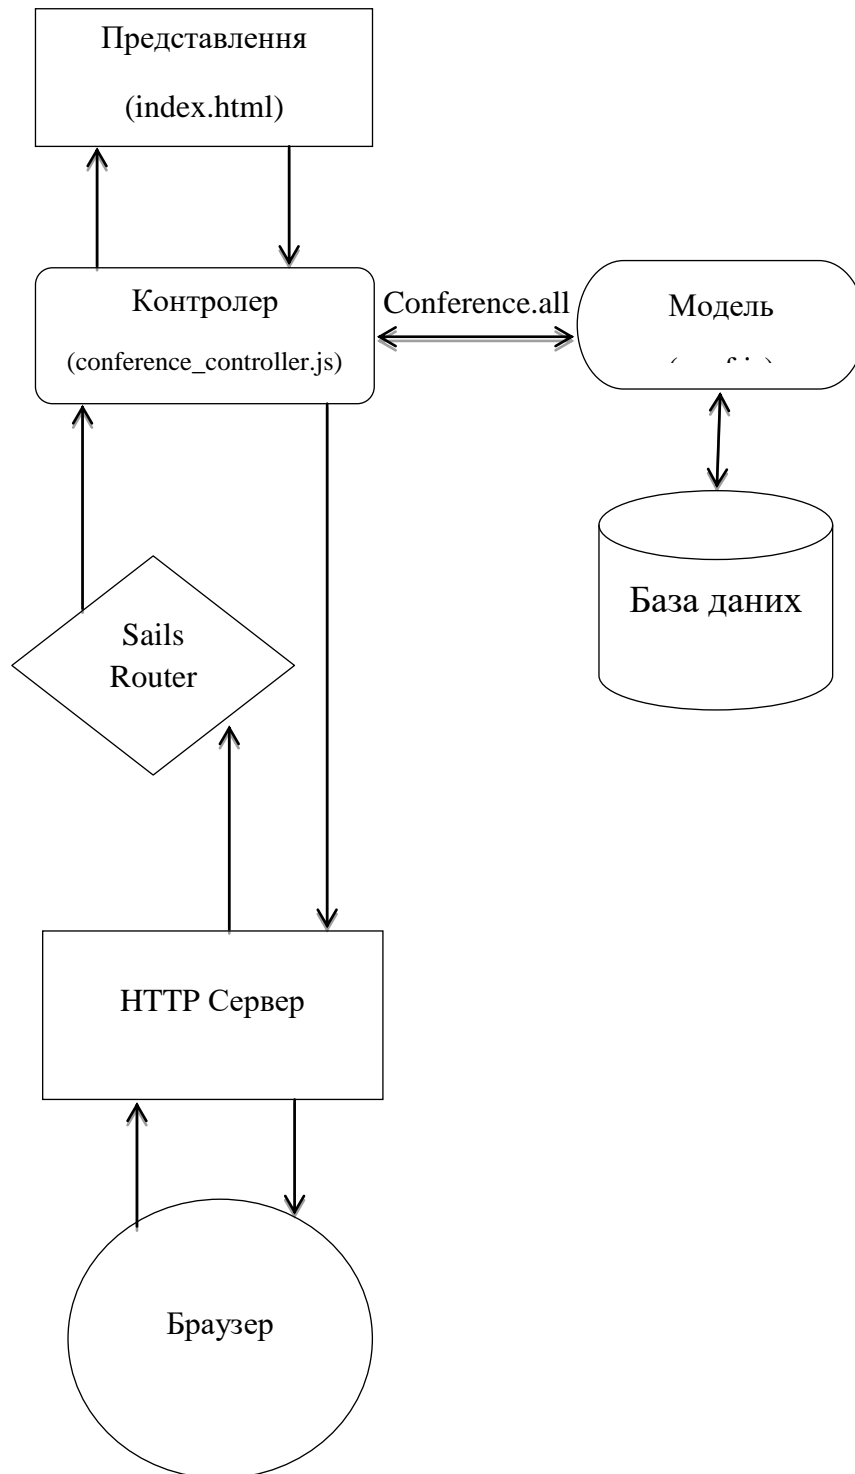 Представлення
(index.html)
Контролер
(conference_controller.js)
Conference.all
Модель
База даних
Sails
Router
HTTP Сервер
Браузер